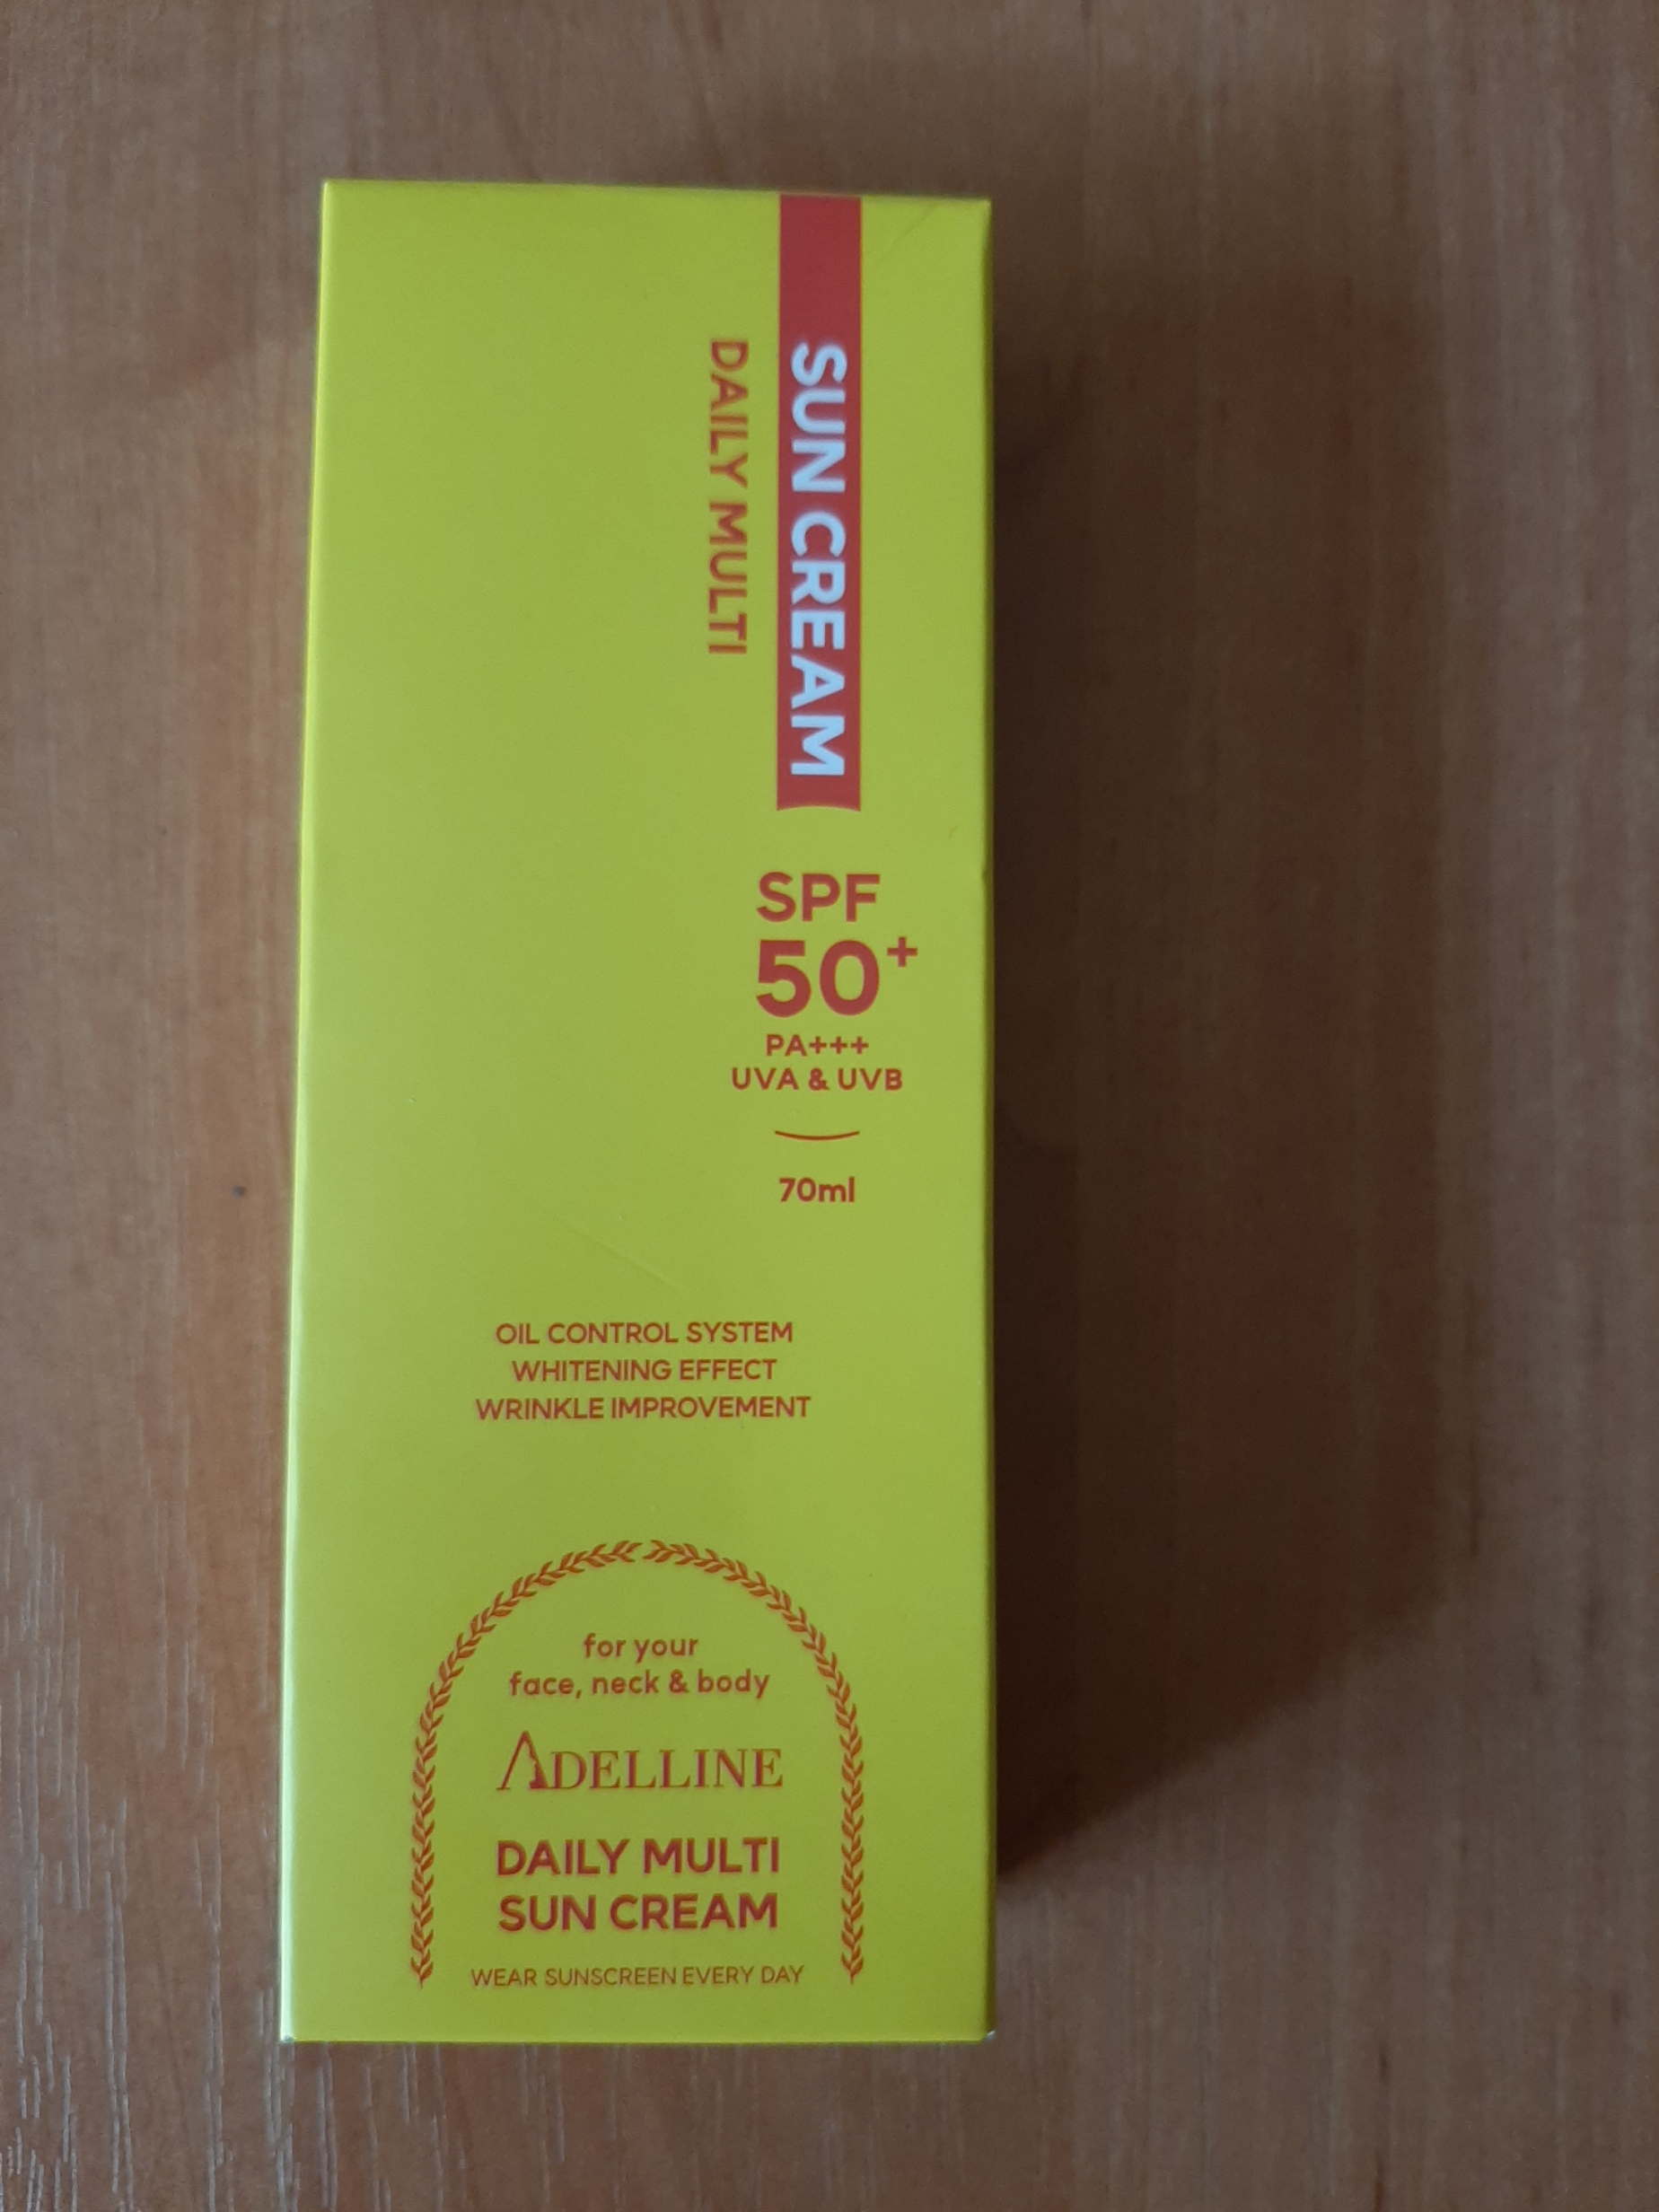 SUN CREAM
DAILY MULTI
SPF
50+
PA+++
UVA & UVB
70ml
OIL CONTROL SYSTEM
WHITENING EFFECT
WRINKLE IMPROVEMENT
for your
face, neck & body
ADELLINE
DAILY MULTI
SUN CREAM
WEAR SUNSCREEN EVERY DAY